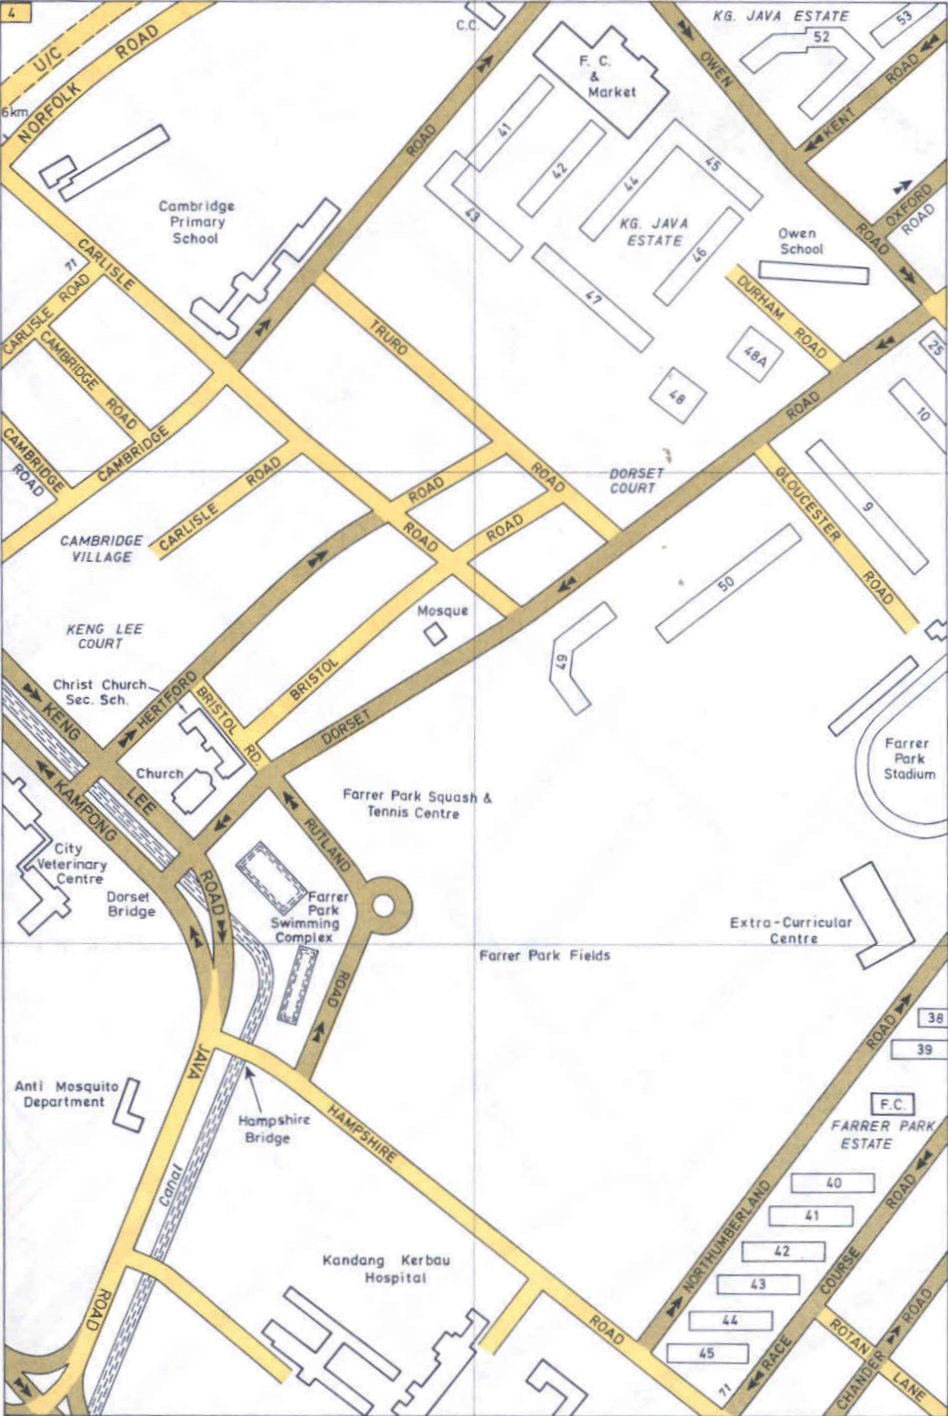 4
U/C
NORFOLK ROAD
6km
C.C.
F. C.
&
Market
KG. JAVA ESTATE
52
53
OWEN
ROAD
KENT ROAD
OXFORD
ROAD
41
42
43
44
45
46
47
KG. JAVA
ESTATE
Owen
School
DURHAM ROAD
48A
48
25
10
ROAD
Cambridge
Primary
School
CARLISLE
71
CARLISLE ROAD
CAMBRIDGE
ROAD
CAMBRIDGE
ROAD
CAMBRIDGE
TRURO
ROAD
ROAD
DORSET
COURT
GLOUCESTER
ROAD
9
CARLISLE ROAD
ROAD
ROAD
ROAD
CAMBRIDGE
VILLAGE
50
49
Mosque
KENG LEE
COURT
Christ Church
Sec. Sch.
HERTFORD
BRISTOL
RD.
BRISTOL
DORSET
KENG
LEE
ROAD
Church
KAMPONG
Farrer
Park
Stadium
Farrer Park Squash &
Tennis Centre
RUTLAND
ROAD
City
Veterinary
Centre
Dorset
Bridge
Farrer
Park
Swimming
Complex
Extra-Curricular
Centre
Farrer Park Fields
JAVA
ROAD
38
39
F.C.
FARRER PARK
ESTATE
Anti Mosquito
Department
Hampshire
Bridge
HAMPSHIRE
ROAD
Canal
NORTHUMBERLAND
ROAD
40
41
42
43
44
45
RACE COURSE ROAD
71
ROTAN
LANE
CHANDER ROAD
Kandang Kerbau
Hospital
ROAD